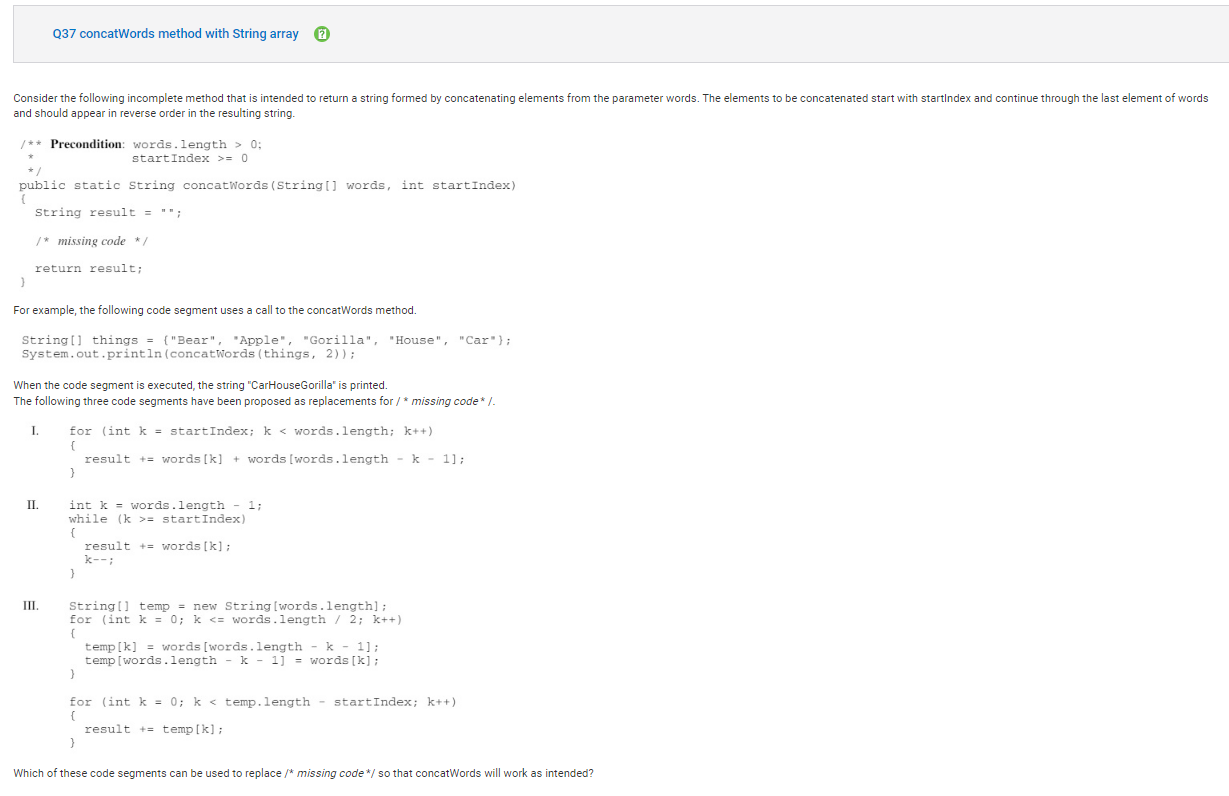 Q37 concatWords method with String array
Consider the following incomplete method that is intended to return a string formed by concatenating elements from the parameter words. The elements to be concatenated start with startIndex and continue through the last element of words
and should appear in reverse order in the resulting string.
/** Precondition: words.length > 0;
* startIndex >= 0
*/
public static String concatWords(String[] words, int startIndex)
{
String result = "";
/* missing code */
return result;
}
For example, the following code segment uses a call to the concatWords method.
String[] things = {"Bear", "Apple", "Gorilla", "House", "Car"};
System.out.println(concatWords(things, 2));
When the code segment is executed, the string "CarHouseGorilla" is printed.
The following three code segments have been proposed as replacements for / * missing code * /.
I. for (int k = startIndex; k < words.length; k++)
{
result += words[k] + words[words.length - k - 1];
}
II. int k = words.length - 1;
while (k >= startIndex)
{
result += words[k];
k--;
}
III. String[] temp = new String[words.length];
for (int k = 0; k <= words.length / 2; k++)
{
temp[k] = words[words.length - k - 1];
temp[words.length - k - 1] = words[k];
}
for (int k = 0; k < temp.length - startIndex; k++)
{
result += temp[k];
}
Which of these code segments can be used to replace /* missing code */ so that concatWords will work as intended?